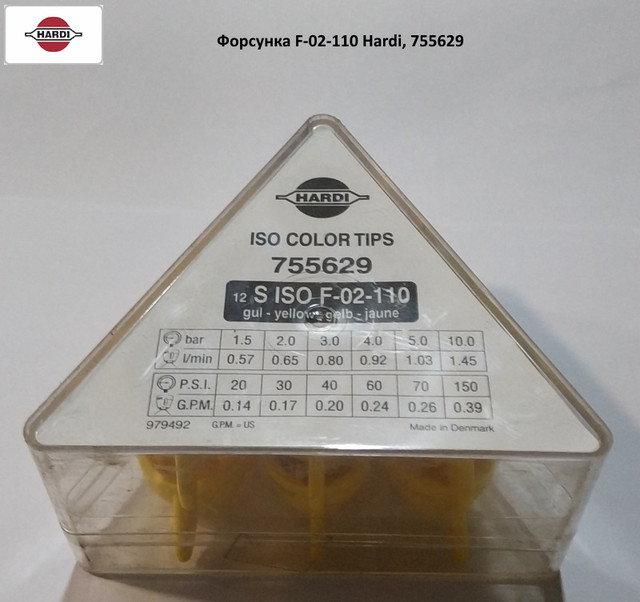 HARDI
Форсунка F-02-110 Hardi, 755629
HARDI
ISO COLOR TIPS
755629
12 S ISO F-02-110
gul - yellow - gelb - jaune
bar 1.5 2.0 3.0 4.0 5.0 10.0
l/min 0.57 0.65 0.80 0.92 1.03 1.45
P.S.I. 20 30 40 60 70 150
G.P.M. 0.14 0.17 0.20 0.24 0.26 0.39
979492 G.P.M. = US Made in Denmark